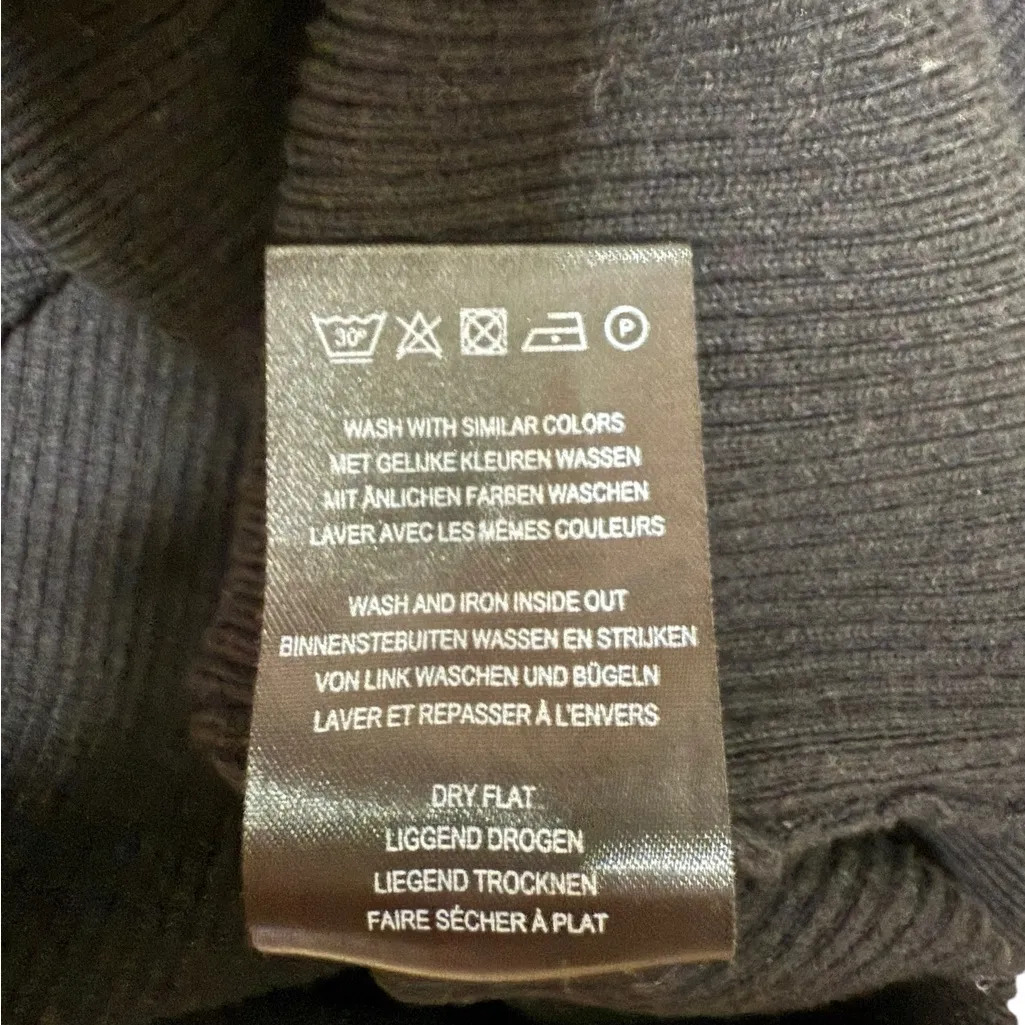 30°
P
WASH WITH SIMILAR COLORS
MET GELIJKE KLEUREN WASSEN
MIT ÄNLICHEN FARBEN WASCHEN
LAVER AVEC LES MÊMES COULEURS
WASH AND IRON INSIDE OUT
BINNENSTEBUITEN WASSEN EN STRIJKEN
VON LINK WASCHEN UND BÜGELN
LAVER ET REPASSER À L'ENVERS
DRY FLAT
LIGGEND DROGEN
LIEGEND TROCKNEN
FAIRE SÉCHER À PLAT